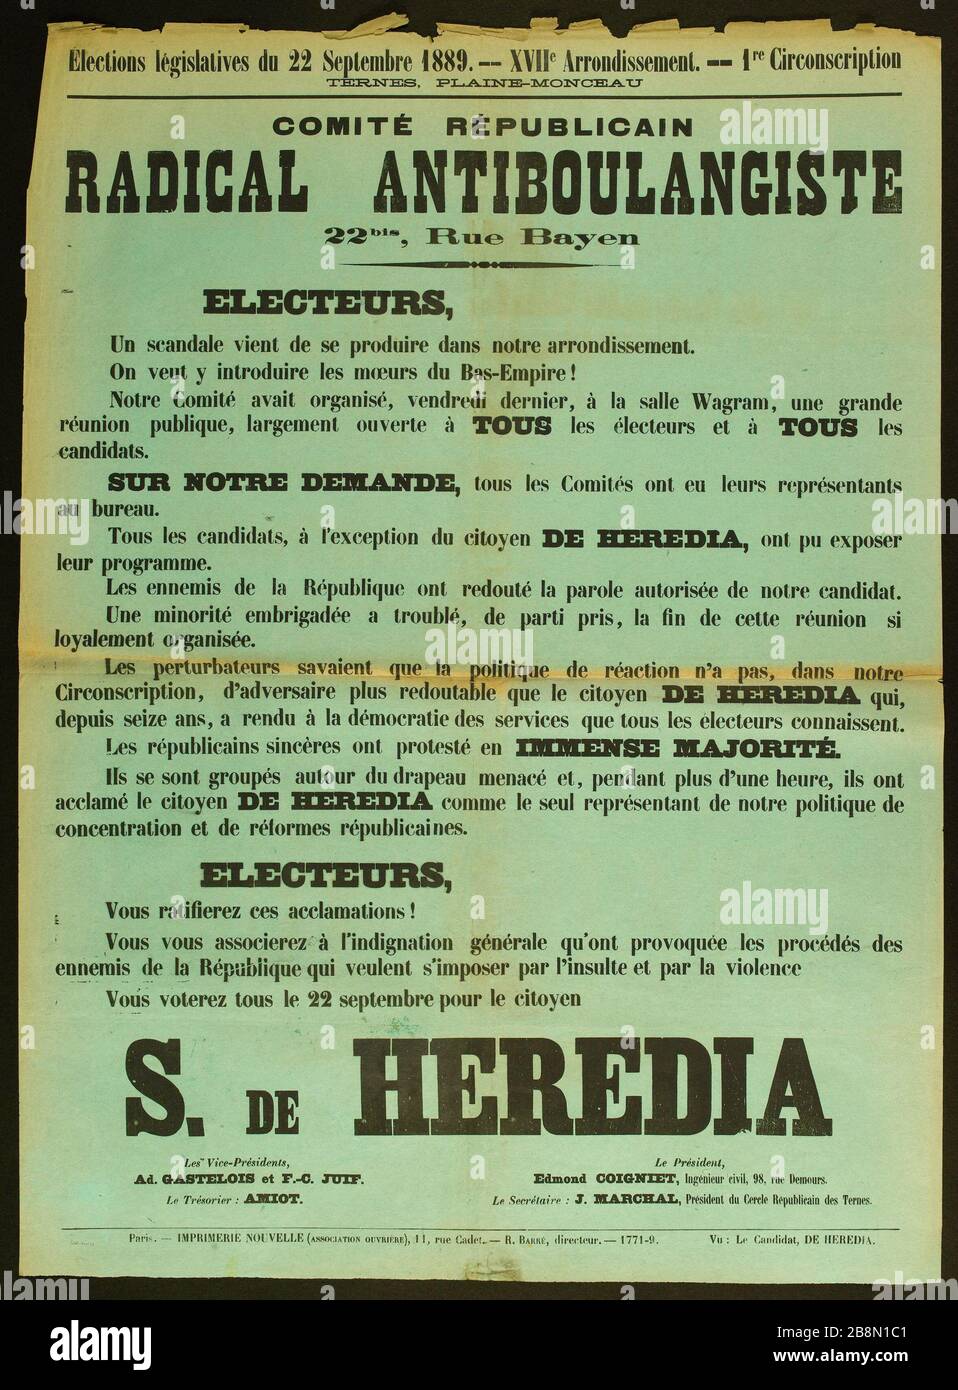 Elections législatives du 22 Septembre 1889. — XVIIe Arrondissement. — 1re Circonscription
TERNES, PLAINE-MONCEAU
COMITÉ RÉPUBLICAIN
RADICAL ANTIBOULANGISTE
22bis, Rue Bayen
ELECTEURS,
Un scandale vient de se produire dans notre arrondissement.
On veut y introduire les mœurs du Bas-Empire !
Notre Comité avait organisé, vendredi dernier, à la salle Wagram, une grande
réunion publique, largement ouverte à TOUS les électeurs et à TOUS les
candidats.
SUR NOTRE DEMANDE, tous les Comités ont eu leurs représentants
au bureau.
Tous les candidats, à l'exception du citoyen DE HEREDIA, ont pu exposer
leur programme.
Les ennemis de la République ont redouté la parole autorisée de notre candidat.
Une minorité embrigadée a troublé, de parti pris, la fin de cette réunion si
loyalement organisée.
Les perturbateurs savaient que la politique de réaction n'a pas, dans notre
Circonscription, d'adversaire plus redoutable que le citoyen DE HEREDIA qui,
depuis seize ans, a rendu à la démocratie des services que tous les électeurs connaissent.
Les républicains sincères ont protesté en IMMENSE MAJORITÉ.
Ils se sont groupés autour du drapeau menacé et, pendant plus d'une heure, ils ont
acclamé le citoyen DE HEREDIA comme le seul représentant de notre politique de
concentration et de réformes républicaines.
ELECTEURS,
Vous ratifierez ces acclamations !
Vous vous associerez à l'indignation générale qu'ont provoquée les procédés des
ennemis de la République qui veulent s'imposer par l'insulte et par la violence
Vous voterez tous le 22 septembre pour le citoyen
S. DE HEREDIA
Les Vice-Présidents,
Ad. GASTELOIS et F.-C. JUIF.
Le Trésorier : AMIOT.
Le Président,
Edmond COIGNIET, Ingénieur civil, 98, rue Demours.
Le Secrétaire : J. MARCHAL, Président du Cercle Républicain des Ternes.
Paris. — IMPRIMERIE NOUVELLE (ASSOCIATION OUVRIÈRE), 11, rue Cadet. — R. BARRÉ, directeur. — 1771-9. Vu : Le Candidat, DE HEREDIA.
alamy
alamy
alamy
alamy
alamy
alamy
Image ID: 2B8N1C1
www.alamy.com